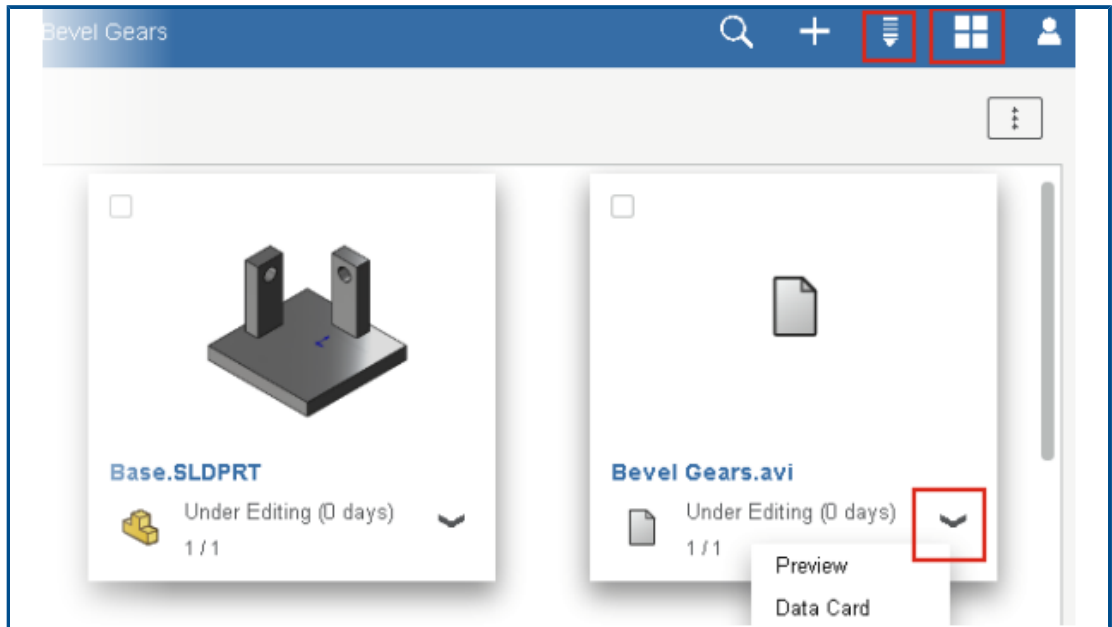 Bevel Gears
Base.SLDPRT
Under Editing (0 days)
1 / 1
Bevel Gears.avi
Under Editing (0 days)
1 / 1
Preview
Data Card